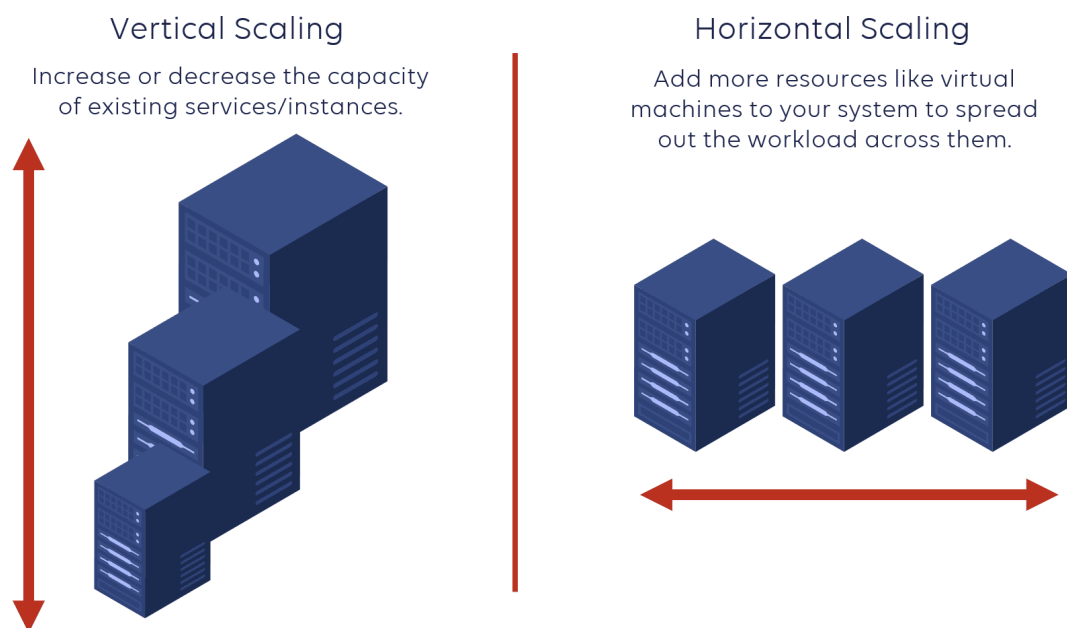 Vertical Scaling
Increase or decrease the capacity
of existing services/instances.
Horizontal Scaling
Add more resources like virtual
machines to your system to spread
out the workload across them.